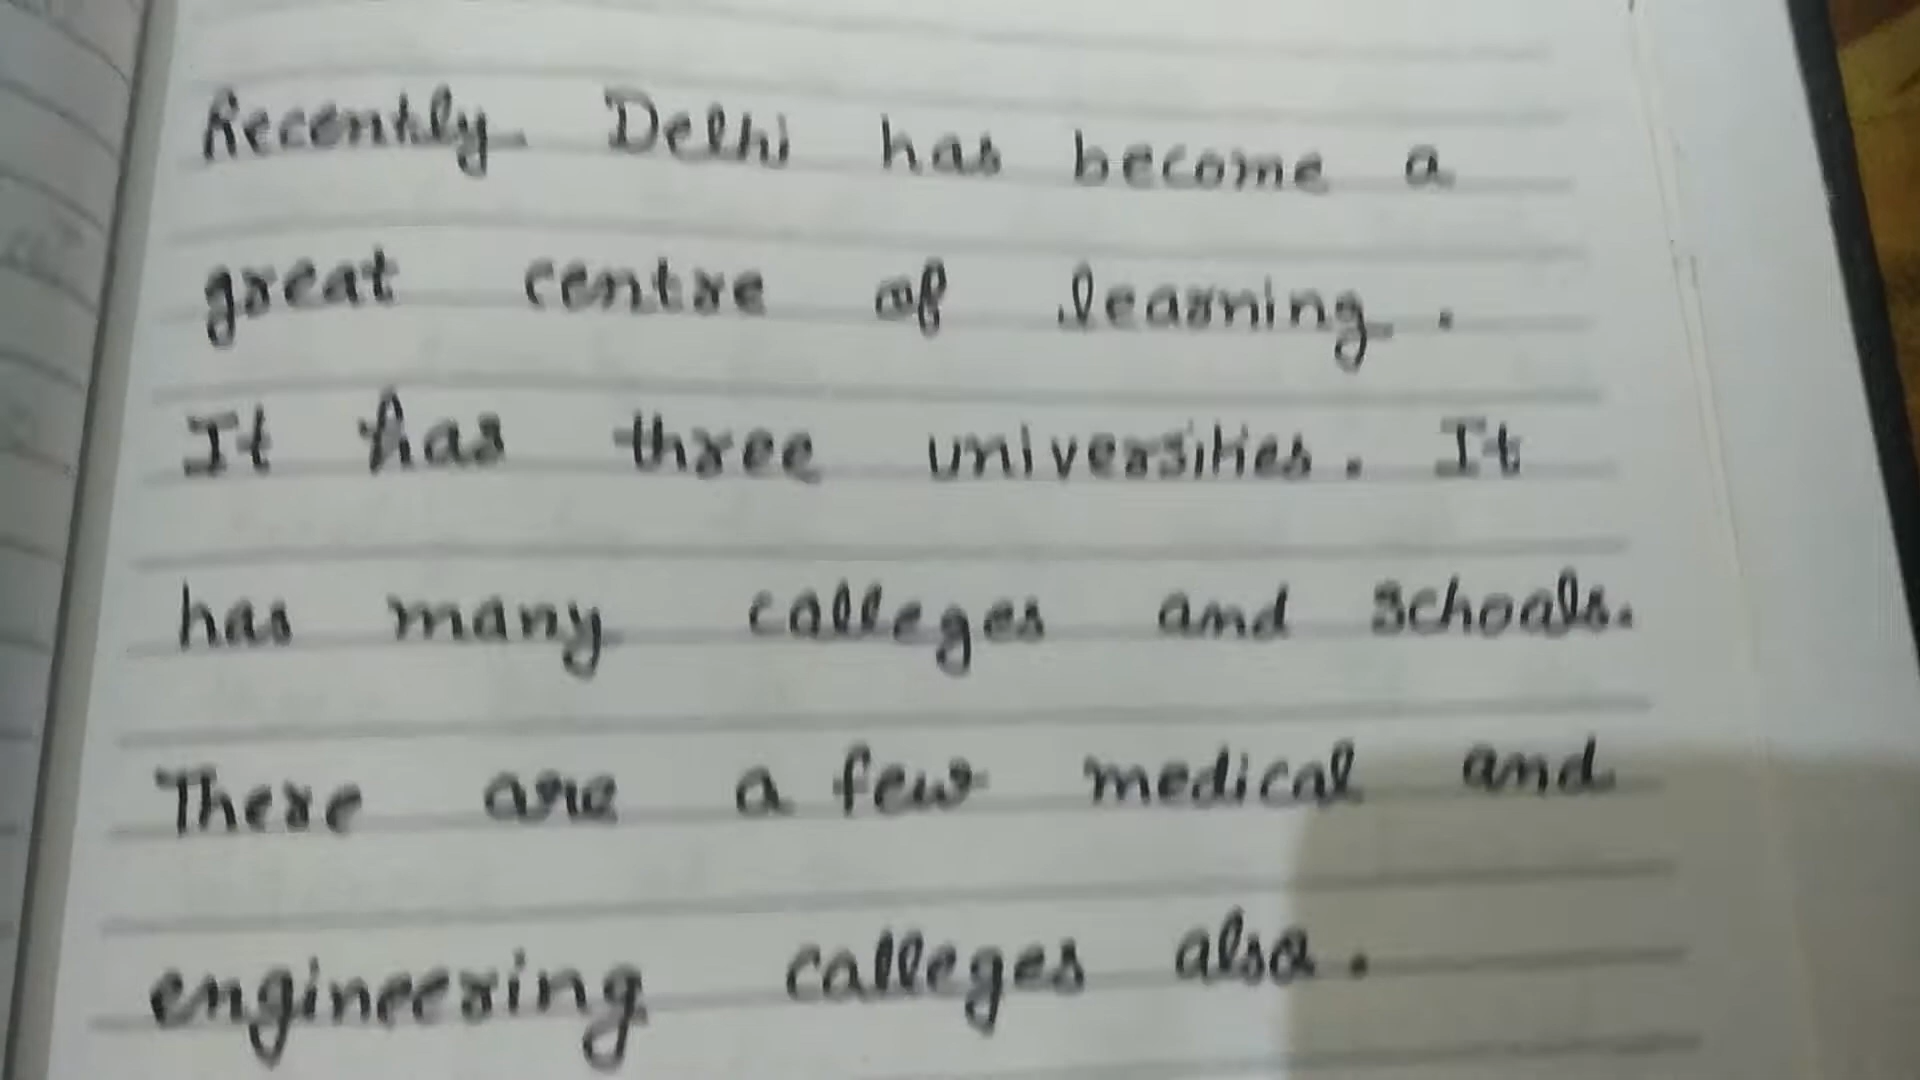 Recently Delhi has become a
great centre of learning.
It has three universities. It
has many colleges and schools.
There are a few medical and
engineering colleges also.